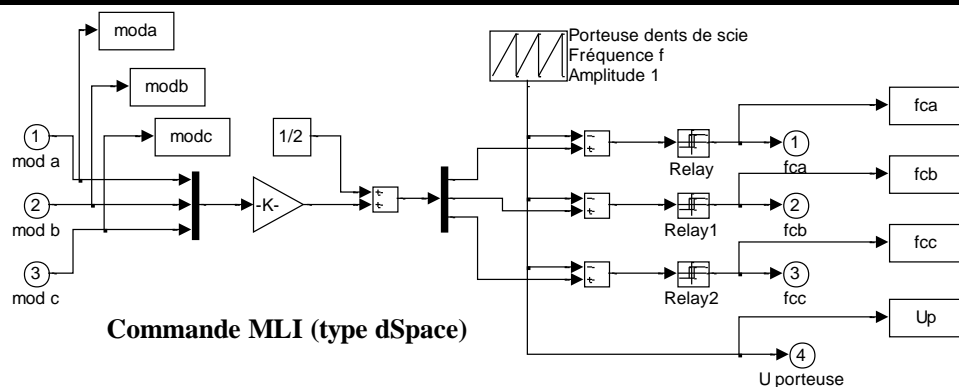 moda
modb
modc
1
mod a
2
mod b
3
mod c
-K-
1/2
+
+
Porteuse dents de scie
Fréquence f
Amplitude 1
-
+
Relay
1
fca
fca
-
+
Relay1
2
fcb
fcb
-
+
Relay2
3
fcc
fcc
Up
4
U porteuse
Commande MLI (type dSpace)